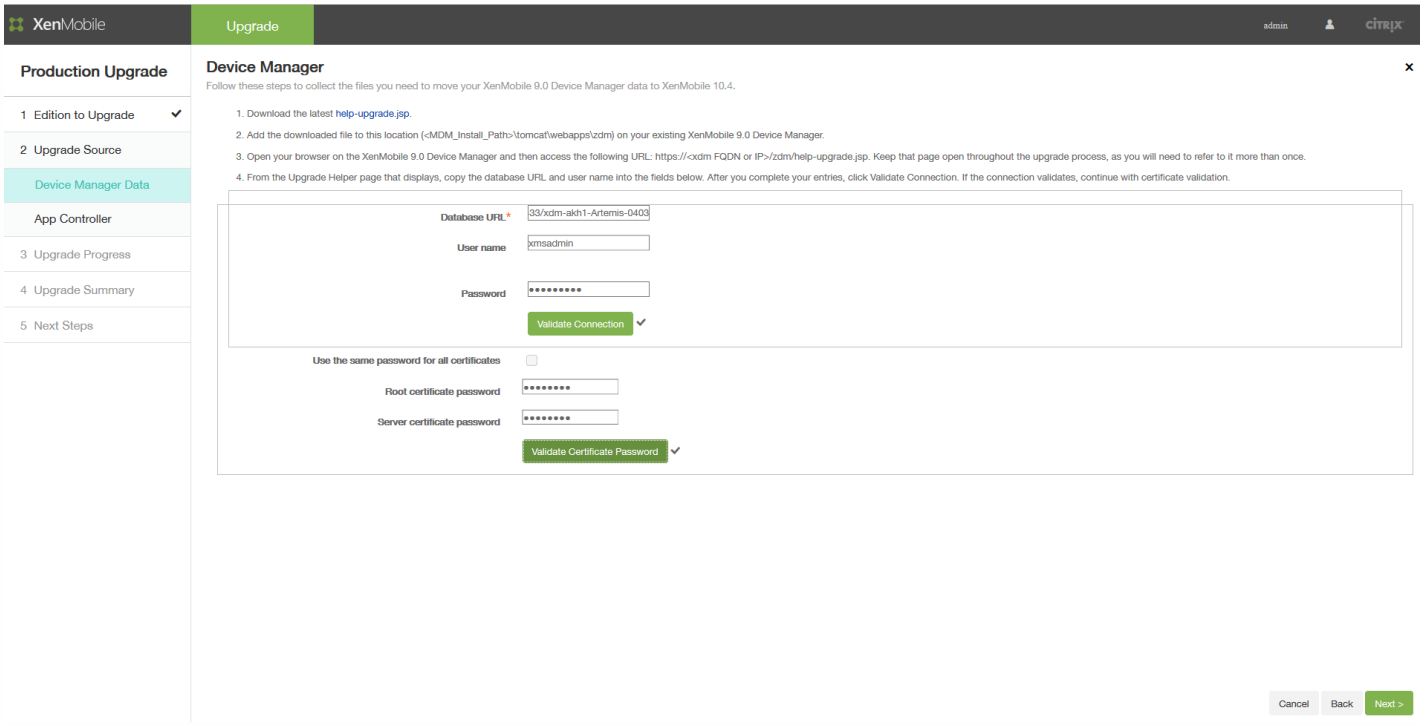 XenMobile
Upgrade
admin
CİTRIX
Production Upgrade
1 Edition to Upgrade
2 Upgrade Source
Device Manager Data
App Controller
3 Upgrade Progress
4 Upgrade Summary
5 Next Steps
Device Manager
Follow these steps to collect the files you need to move your XenMobile 9.0 Device Manager data to XenMobile 10.4.
1. Download the latest help-upgrade.jsp.
2. Add the downloaded file to this location (<MDM_Install_Path>\tomcat\webapps\zdm) on your existing XenMobile 9.0 Device Manager.
3. Open your browser on the XenMobile 9.0 Device Manager and then access the following URL: https://<xdm FQDN or IP>/zdm/help-upgrade.jsp. Keep that page open throughout the upgrade process, as you will need to refer to it more than once.
4. From the Upgrade Helper page that displays, copy the database URL and user name into the fields below. After you complete your entries, click Validate Connection. If the connection validates, continue with certificate validation.
Database URL* 33/xdm-akh1-Artemis-0403
User name xmsadmin
Password •••••••••
Validate Connection
Use the same password for all certificates
Root certificate password ••••••••
Server certificate password ••••••••
Validate Certificate Password
Cancel Back Next >